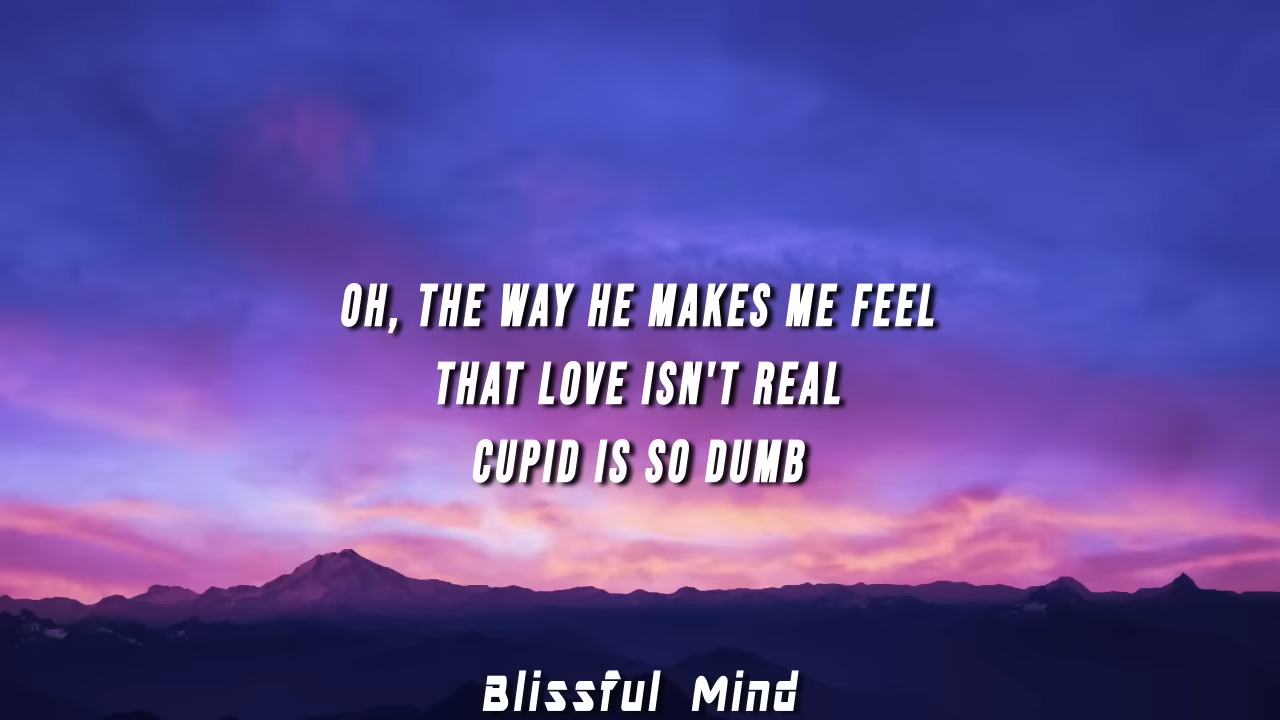 OH, THE WAY HE MAKES ME FEEL
THAT LOVE ISN'T REAL
CUPID IS SO DUMB
Blissful Mind